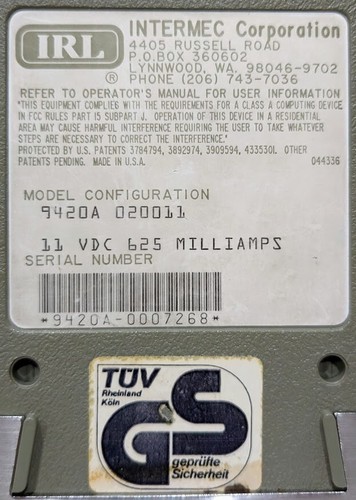 IRL
®
INTERMEC Corporation
4405 RUSSELL ROAD
P.O.BOX 360602
LYNNWOOD, WA. 98046-9702
PHONE (206) 743-7036
REFER TO OPERATOR'S MANUAL FOR USER INFORMATION
"THIS EQUIPMENT COMPLIES WITH THE REQUIREMENTS FOR A CLASS A COMPUTING DEVICE
IN FCC RULES PART 15 SUBPART J. OPERATION OF THIS DEVICE IN A RESIDENTIAL
AREA MAY CAUSE HARMFUL INTERFERENCE REQUIRING THE USER TO TAKE WHATEVER
STEPS ARE NECESSARY TO CORRECT THE INTERFERENCE."
PROTECTED BY U.S. PATENTS 3784794, 3892974, 3909594, 433550L OTHER
PATENTS PENDING. MADE IN U.S.A. 044336
MODEL CONFIGURATION
9420A 020011
11 VDC 625 MILLIAMPS
SERIAL NUMBER
*9420A-0007268*
TÜV
Rheinland
Köln
GS
geprüfte
Sicherheit